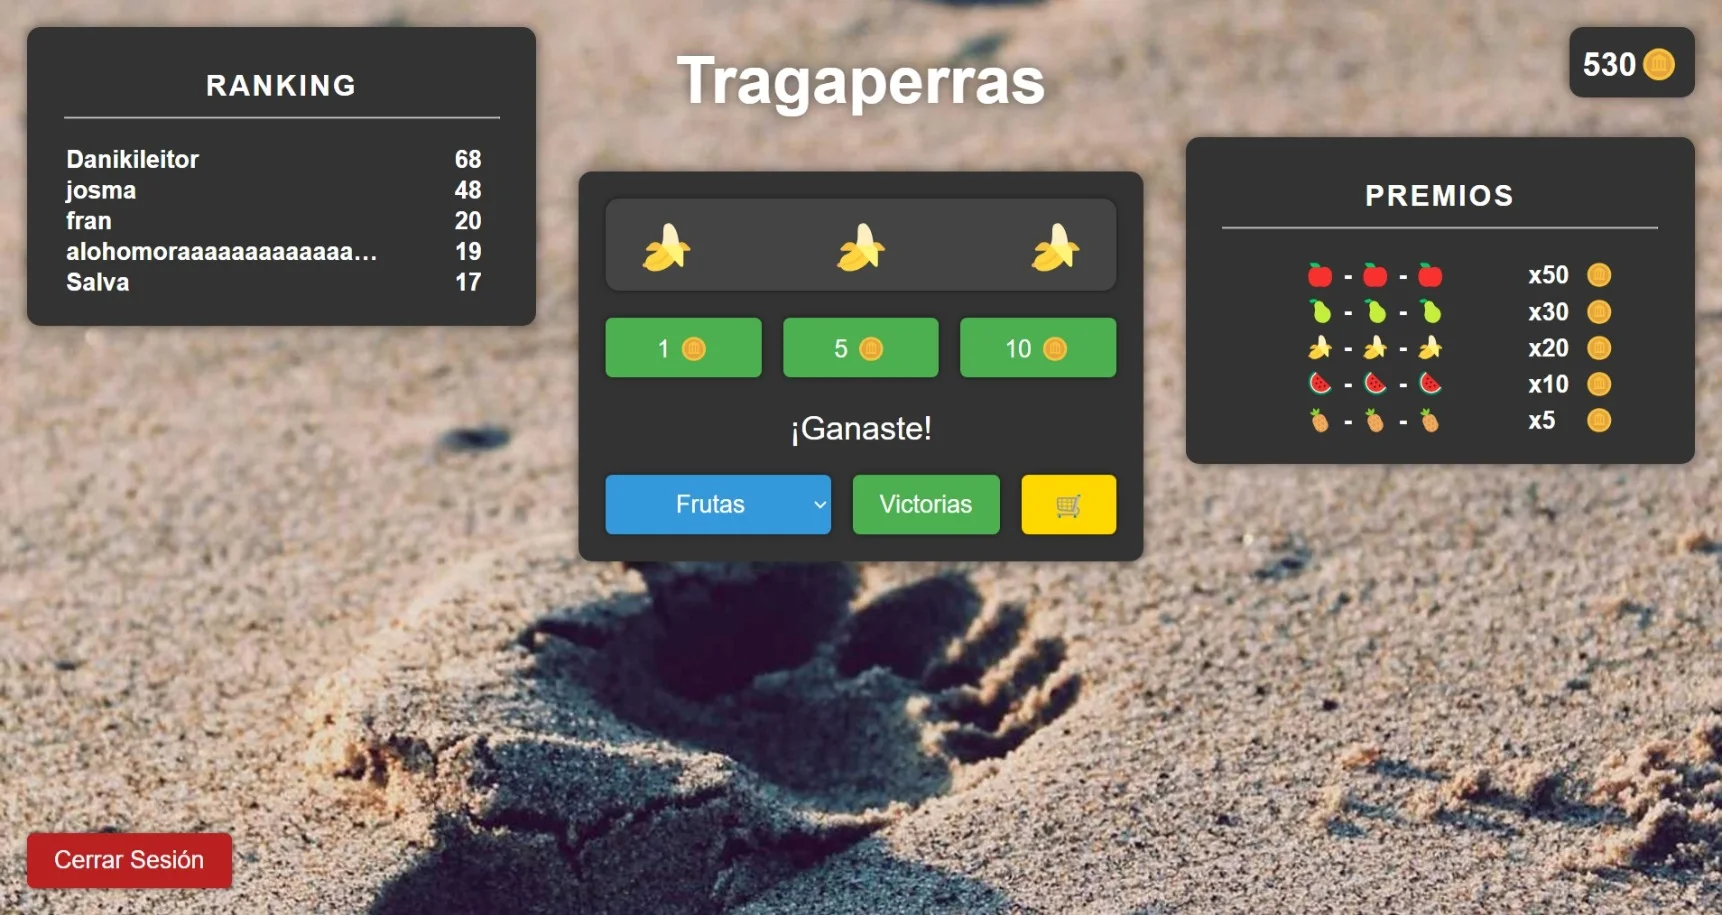 Tragaperras
530
RANKING
Danikileitor 68
josma 48
fran 20
alohomoraaaaaaaaaaaaa... 19
Salva 17
1
5
10
¡Ganaste!
Frutas
Victorias
PREMIOS
- - x50
- - x30
- - x20
- - x10
- - x5
Cerrar Sesión